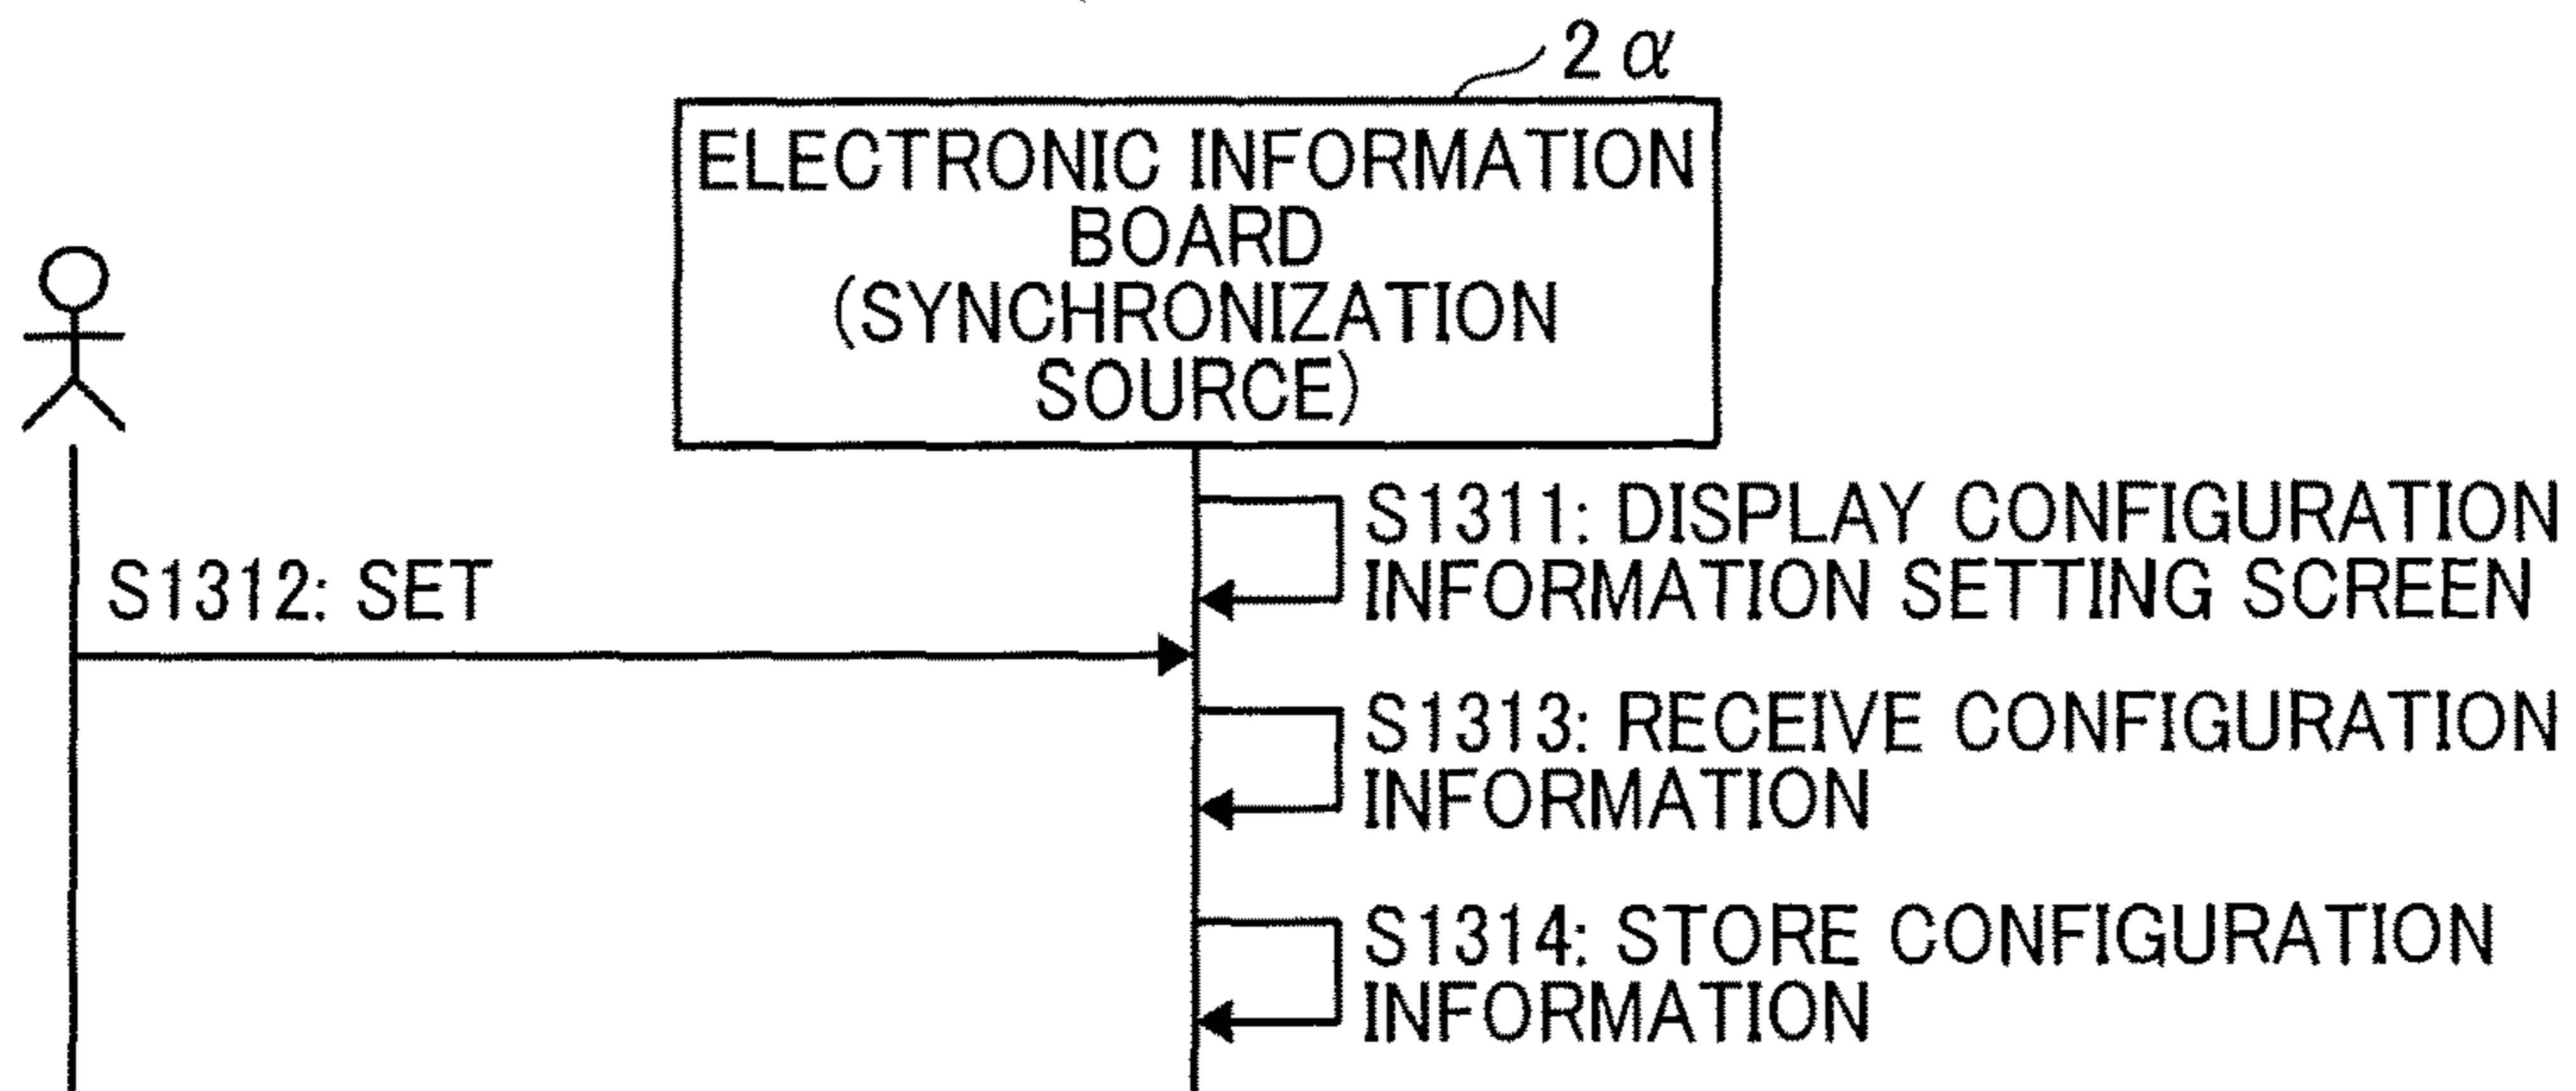 2α
ELECTRONIC INFORMATION
BOARD
(SYNCHRONIZATION
SOURCE)
S1311: DISPLAY CONFIGURATION
INFORMATION SETTING SCREEN
S1312: SET
S1313: RECEIVE CONFIGURATION
INFORMATION
S1314: STORE CONFIGURATION
INFORMATION